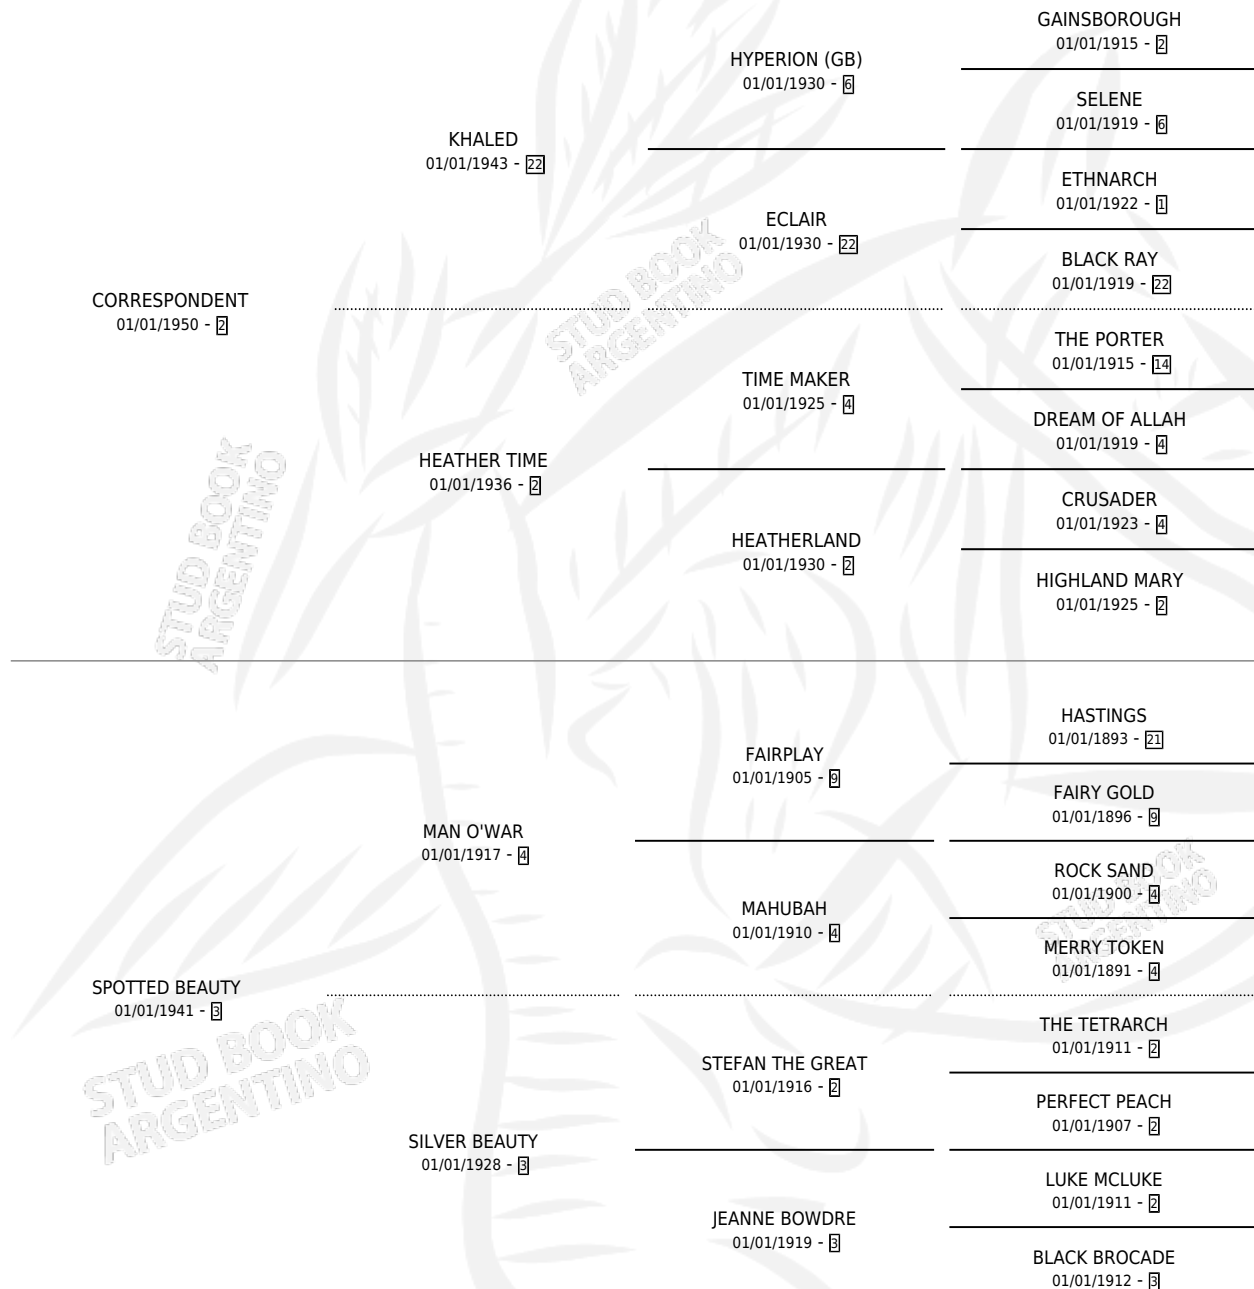 GAINSBOROUGH
01/01/1915 - 2
HYPERION (GB)
01/01/1930 - 6
SELENE
01/01/1919 - 6
KHALED
01/01/1943 - 22
ETHNARCH
01/01/1922 - 1
ECLAIR
01/01/1930 - 22
BLACK RAY
01/01/1919 - 22
CORRESPONDENT
01/01/1950 - 2
THE PORTER
01/01/1915 - 14
TIME MAKER
01/01/1925 - 4
DREAM OF ALLAH
01/01/1919 - 4
HEATHER TIME
01/01/1936 - 2
CRUSADER
01/01/1923 - 4
HEATHERLAND
01/01/1930 - 2
HIGHLAND MARY
01/01/1925 - 2
STUD BOOK
ARGENTINO
STUD BOOK
ARGENTINO
HASTINGS
01/01/1893 - 21
FAIRPLAY
01/01/1905 - 9
FAIRY GOLD
01/01/1896 - 9
MAN O'WAR
01/01/1917 - 4
ROCK SAND
01/01/1900 - 4
MAHUBAH
01/01/1910 - 4
MERRY TOKEN
01/01/1891 - 4
STUD BOOK
ARGENTINO
SPOTTED BEAUTY
01/01/1941 - 3
THE TETRARCH
01/01/1911 - 2
STEFAN THE GREAT
01/01/1916 - 2
PERFECT PEACH
01/01/1907 - 2
STUD BOOK
ARGENTINO
SILVER BEAUTY
01/01/1928 - 3
LUKE MCLUKE
01/01/1911 - 2
JEANNE BOWDRE
01/01/1919 - 3
BLACK BROCADE
01/01/1912 - 3